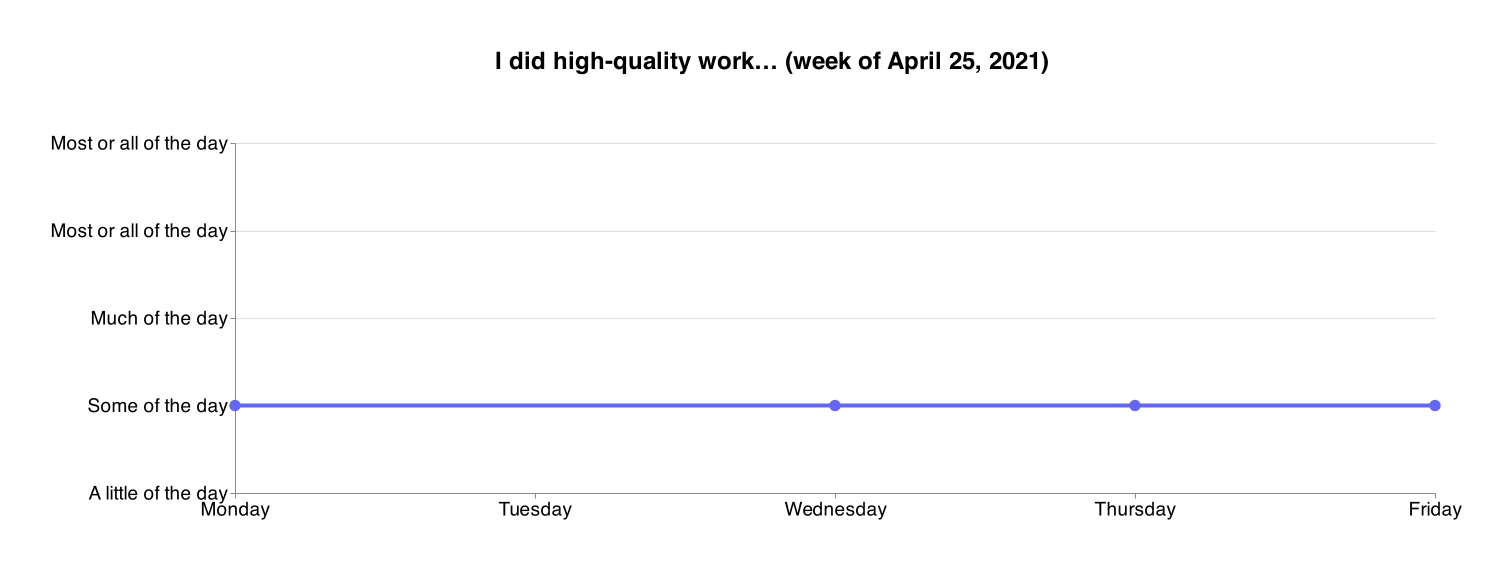 I did high-quality work… (week of April 25, 2021)
Most or all of the day
Most or all of the day
Much of the day
Some of the day
A little of the day
Monday Tuesday Wednesday Thursday Friday